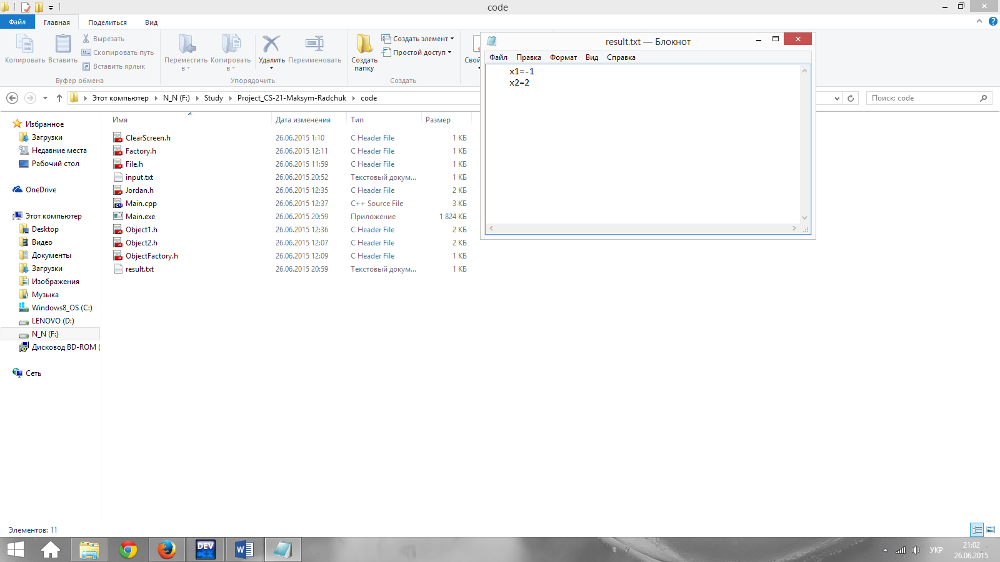 code
Файл Главная Поделиться Вид
Копировать Вставить Вырезать
Скопировать путь
Вставить ярлык
Буфер обмена
Переместить в Копировать в Удалить Переименовать
Упорядочить
Создать папку Создать элемент
Простой доступ
Создать
Свой
Этот компьютер N_N (F:) Study Project_CS-21-Maksym-Radchuk code
Поиск: code
result.txt — Блокнот
Файл Правка Формат Вид Справка
x1=-1
x2=2
Избранное
Загрузки
Недавние места
Рабочий стол
OneDrive
Этот компьютер
Desktop
Видео
Документы
Загрузки
Изображения
Музыка
Windows8_OS (C:)
LENOVO (D:)
N_N (F:)
Дисковод BD-ROM (
Сеть
Имя Дата изменения Тип Размер
ClearScreen.h 26.06.2015 1:10 C Header File 1 КБ
Factory.h 26.06.2015 12:11 C Header File 1 КБ
File.h 26.06.2015 11:59 C Header File 1 КБ
input.txt 26.06.2015 20:52 Текстовый докум... 1 КБ
Jordan.h 26.06.2015 12:35 C Header File 2 КБ
Main.cpp 26.06.2015 12:37 C++ Source File 3 КБ
Main.exe 26.06.2015 20:59 Приложение 1 824 КБ
Object1.h 26.06.2015 12:36 C Header File 2 КБ
Object2.h 26.06.2015 12:07 C Header File 2 КБ
ObjectFactory.h 26.06.2015 12:09 C Header File 1 КБ
result.txt 26.06.2015 20:59 Текстовый докум... 1 КБ
Элементов: 11
DEV
УКР
21:02
26.06.2015